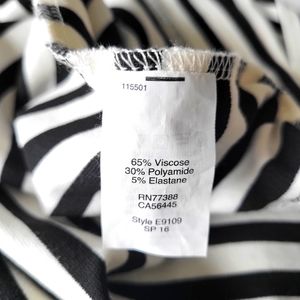 115501
65% Viscose
30% Polyamide
5% Elastane
RN77388
CA56445
Style E9109
SP 16